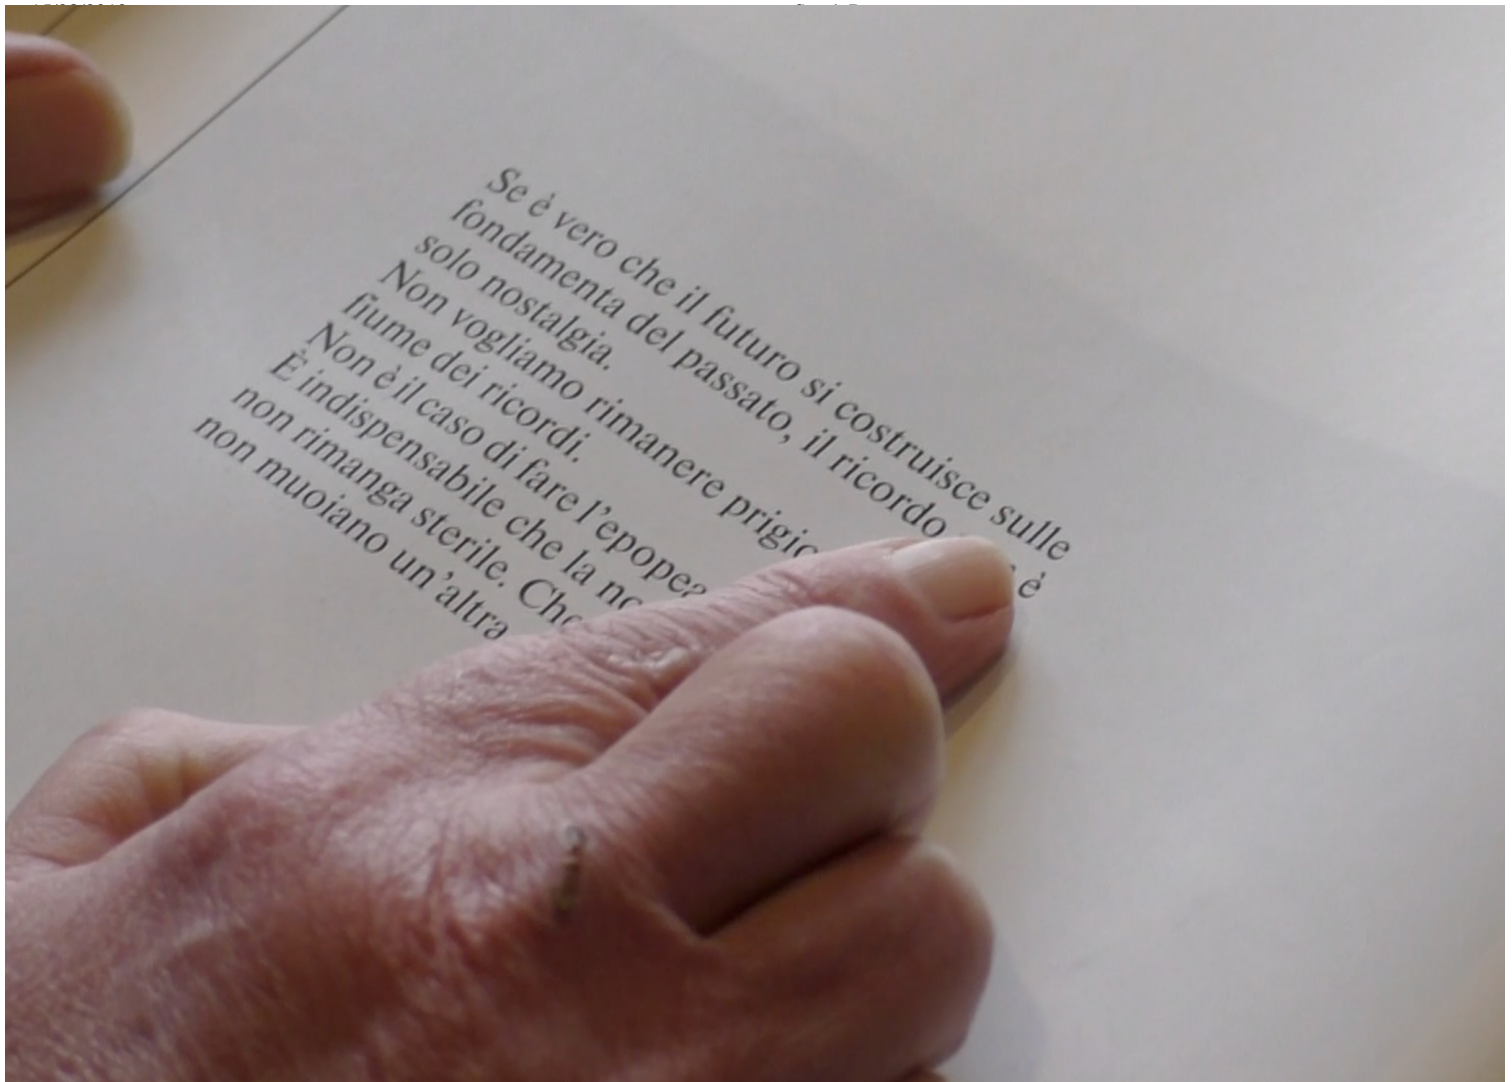 Se è vero che il futuro si costruisce sulle
fondamenta del passato, il ricordo è
solo nostalgia.
Non vogliamo rimanere
fiume dei ricordi.
Non è il caso di fare l'epopea
È indispensabile che la
non rimanga sterile.
non muoiano un'altra